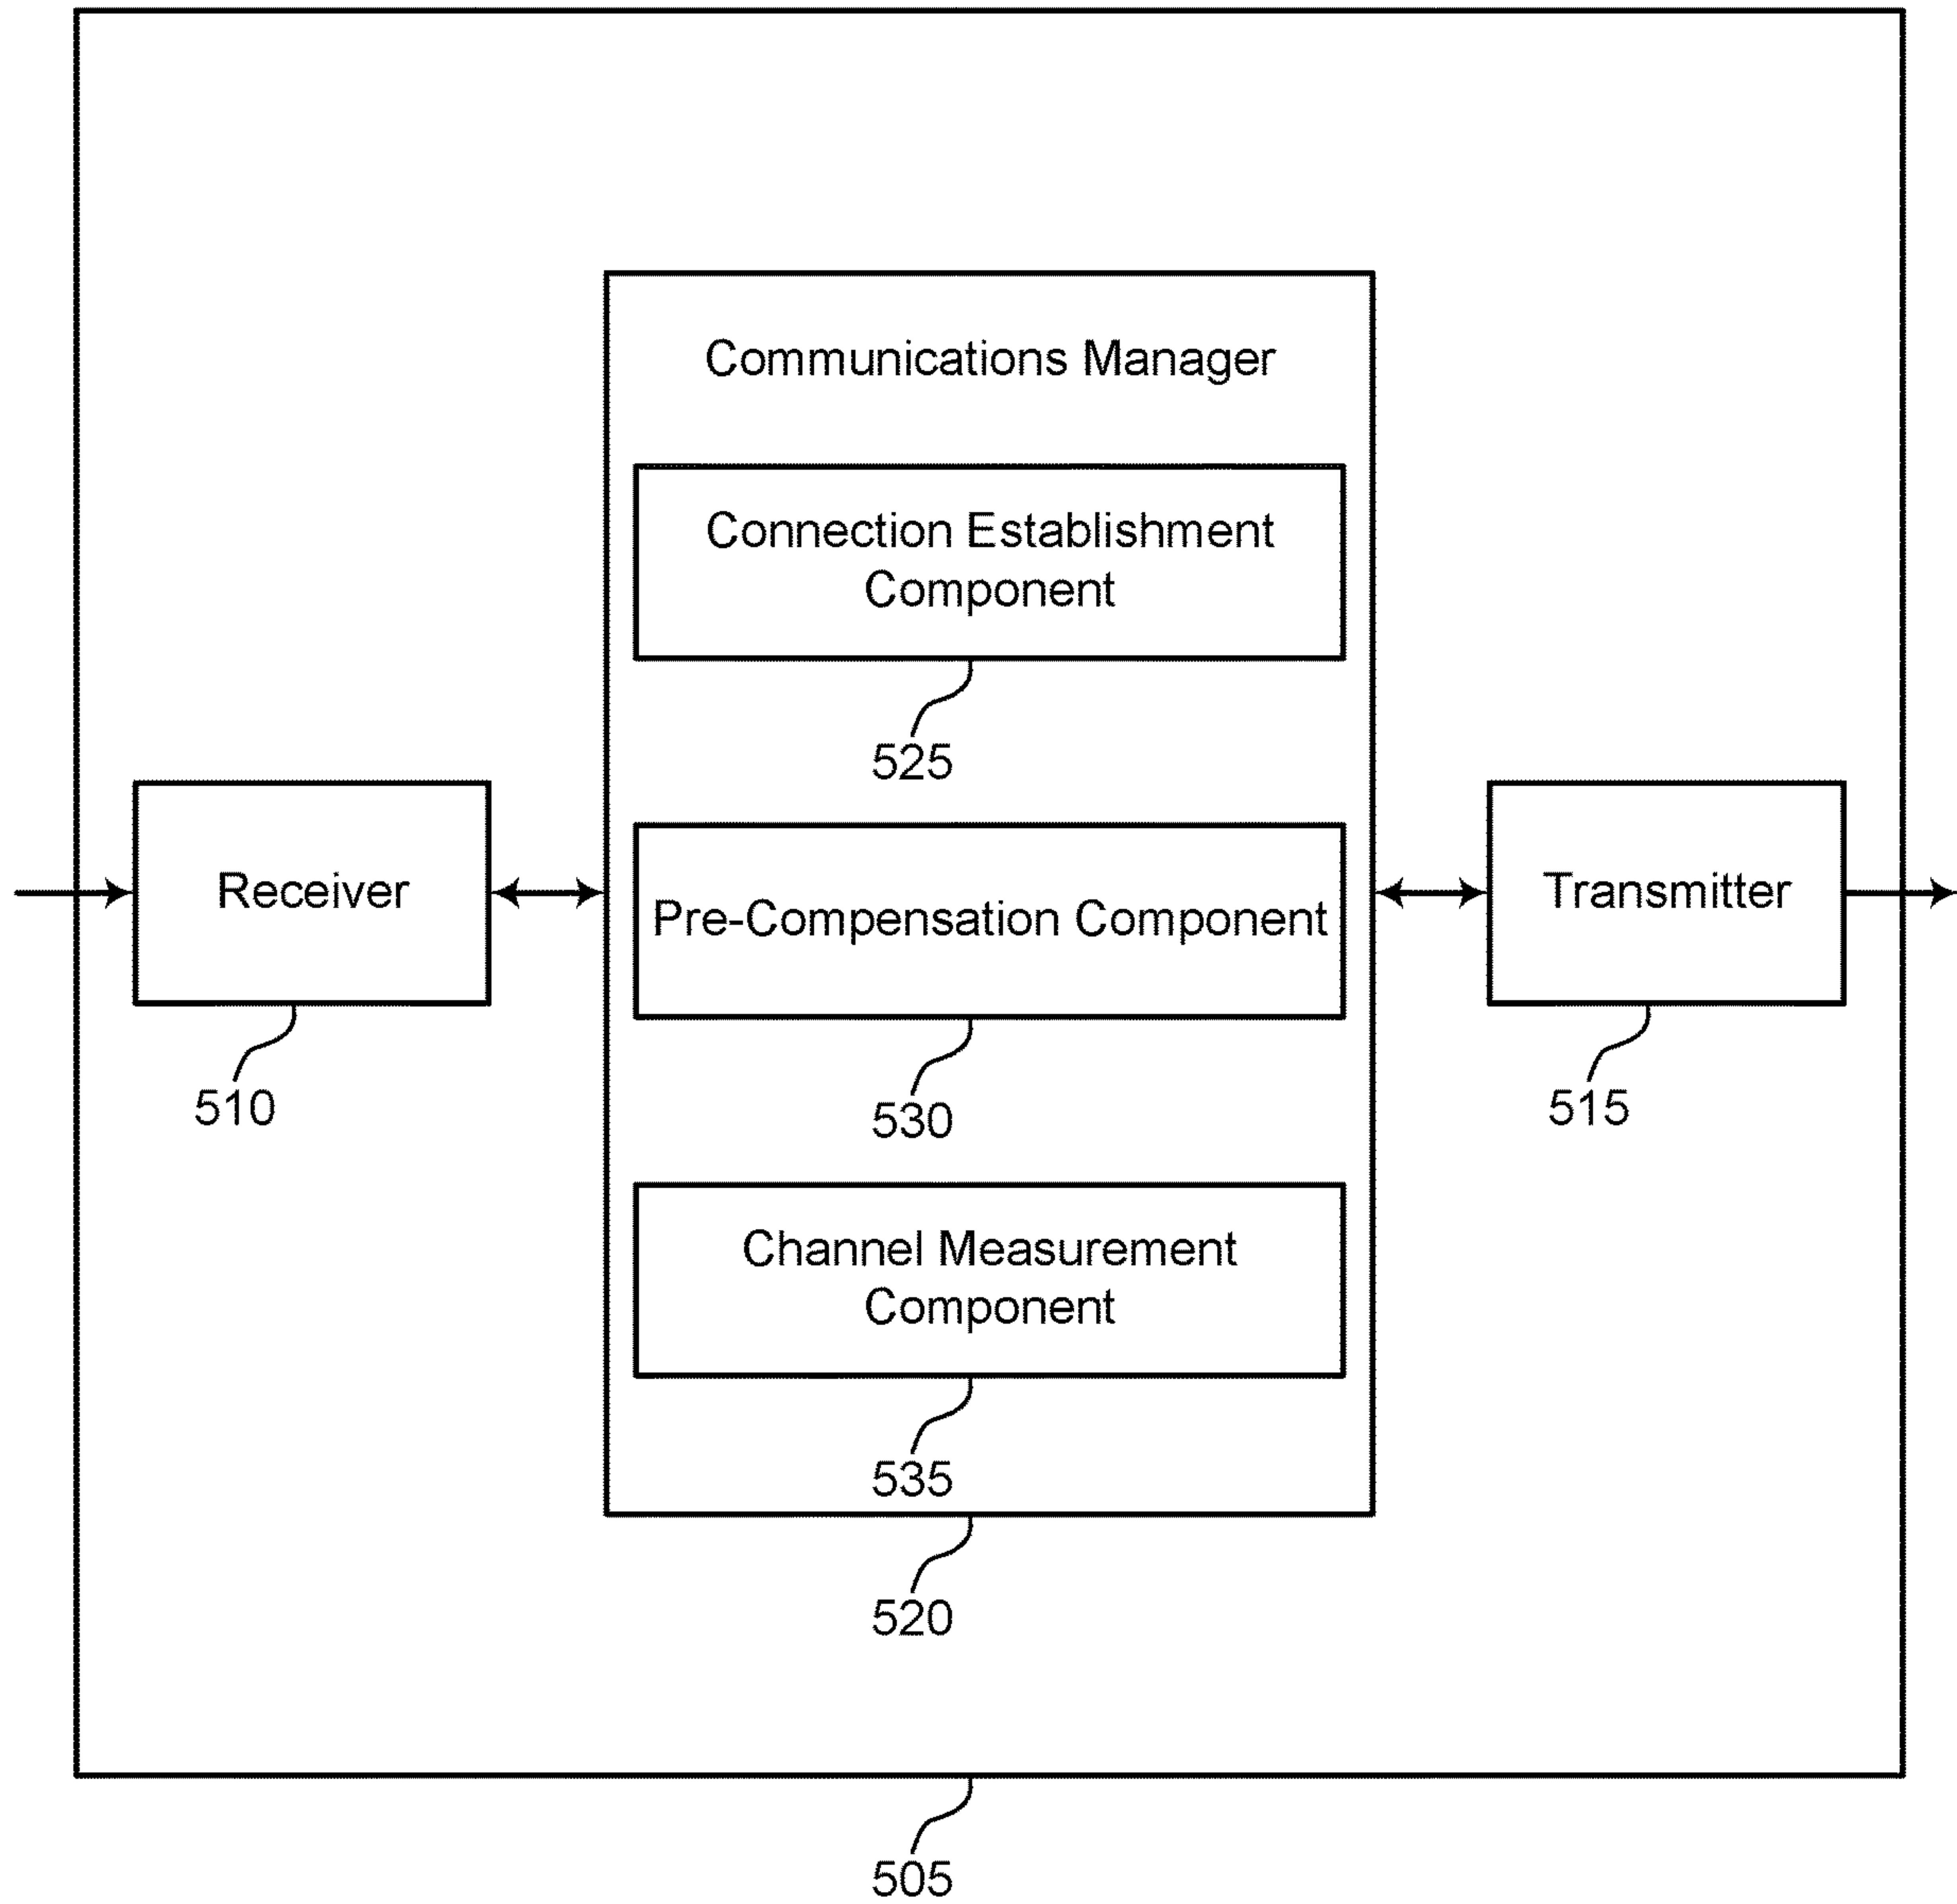 Communications Manager
Connection Establishment
Component
525
Receiver
510
Pre-Compensation Component
530
Transmitter
515
Channel Measurement
Component
535
520
505